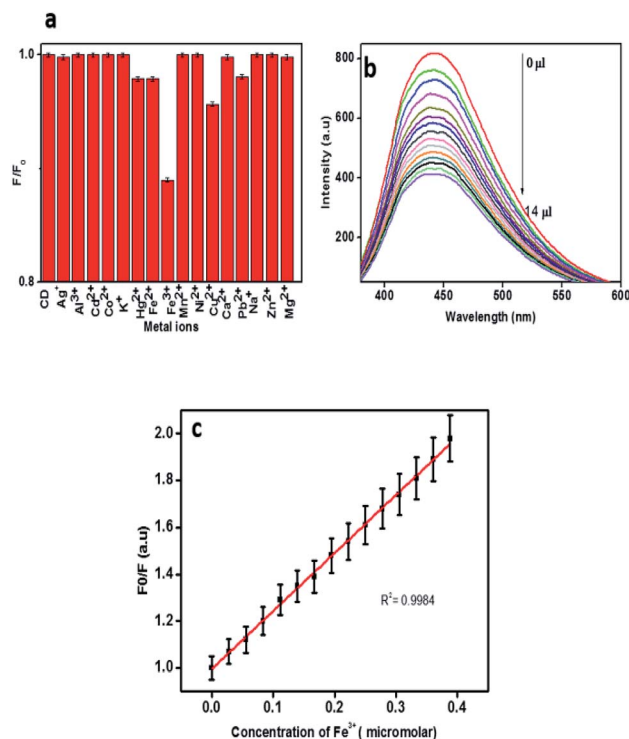 a
1.0
0.8
F/Fo
CD
Ag+
Al3+
Cd2+
Co2+
K+
Hg2+
Fe2+
Fe3+
Mn2+
Ni2+
Cu2+
Ca2+
Pb2+
Na+
Zn2+
Mg2+
Metal ions
b
800
600
400
200
Intensity (a.u)
0 µl
14 µl
400 450 500 550 600
Wavelength (nm)
c
2.0
1.8
1.6
1.4
1.2
1.0
F0/F (a.u)
R2= 0.9984
0.0 0.1 0.2 0.3 0.4
Concentration of Fe3+ ( micromolar)